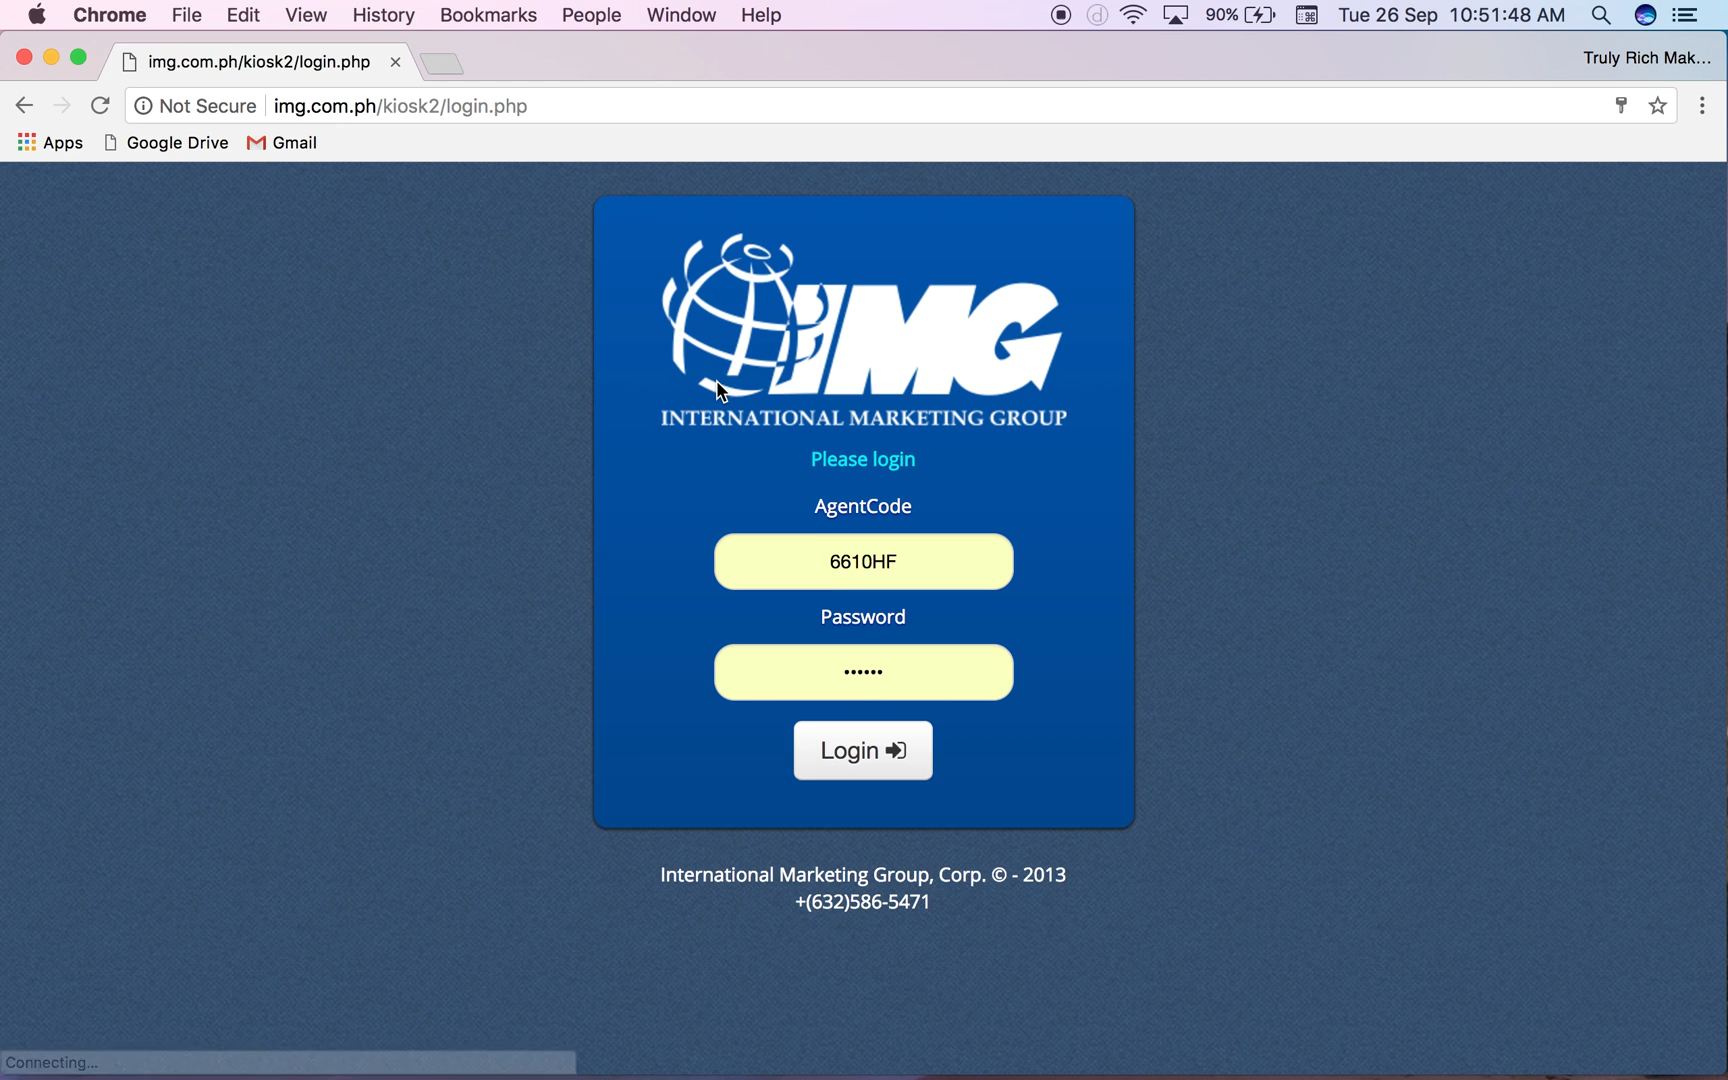 Chrome File Edit View History Bookmarks People Window Help 90% Tue 26 Sep 10:51:48 AM
img.com.ph/kiosk2/login.php Truly Rich Mak...
Not Secure img.com.ph/kiosk2/login.php
Apps Google Drive Gmail
IMG
INTERNATIONAL MARKETING GROUP
Please login
AgentCode
6610HF
Password
••••••
Login
International Marketing Group, Corp. © - 2013
+(632)586-5471
Connecting...